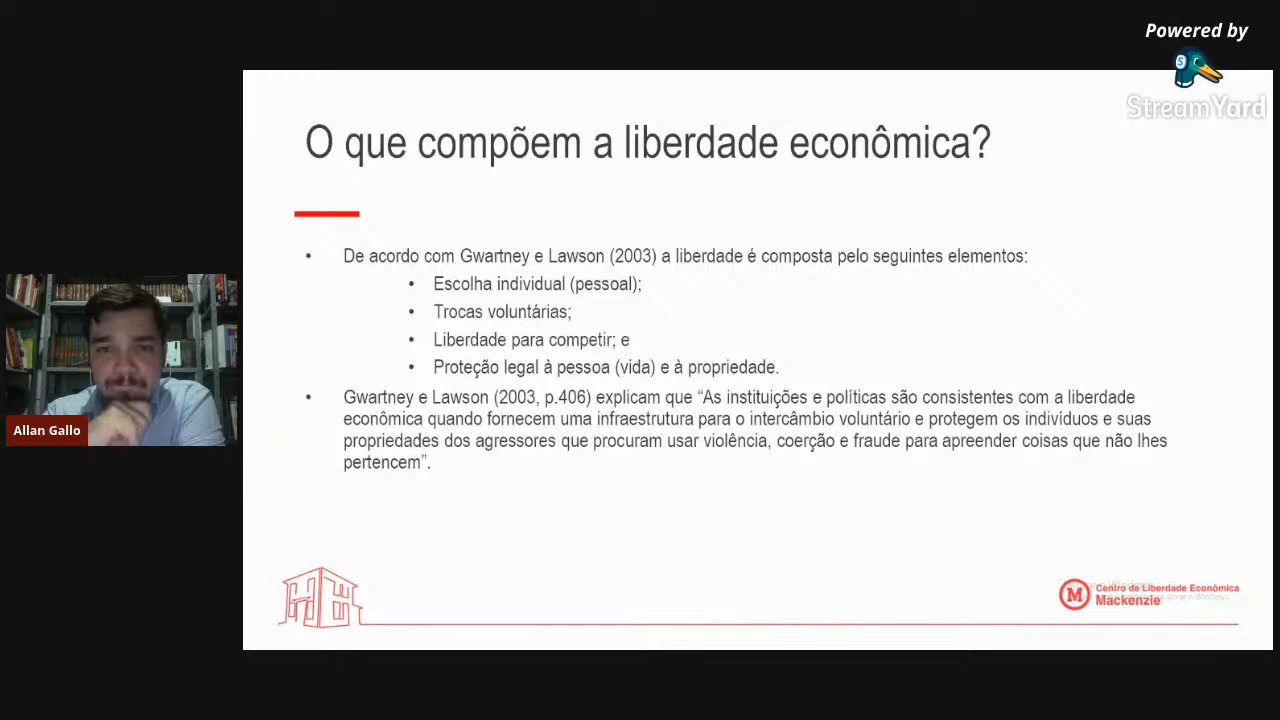 Powered by
StreamYard
O que compõem a liberdade econômica?
• De acordo com Gwartney e Lawson (2003) a liberdade é composta pelo seguintes elementos:
• Escolha individual (pessoal);
• Trocas voluntárias;
• Liberdade para competir; e
• Proteção legal à pessoa (vida) e à propriedade.
• Gwartney e Lawson (2003, p.406) explicam que “As instituições e políticas são consistentes com a liberdade
econômica quando fornecem uma infraestrutura para o intercâmbio voluntário e protegem os indivíduos e suas
propriedades dos agressores que procuram usar violência, coerção e fraude para apreender coisas que não lhes
pertencem”.
Allan Gallo
M
Centro de Liberdade Econômica
Mackenzie